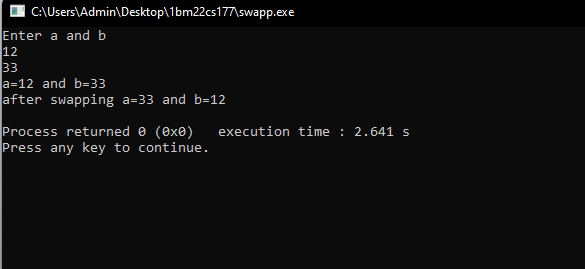 C:\Users\Admin\Desktop\1bm22cs177\swapp.exe
Enter a and b
12
33
a=12 and b=33
after swapping a=33 and b=12
Process returned 0 (0x0)   execution time : 2.641 s
Press any key to continue.